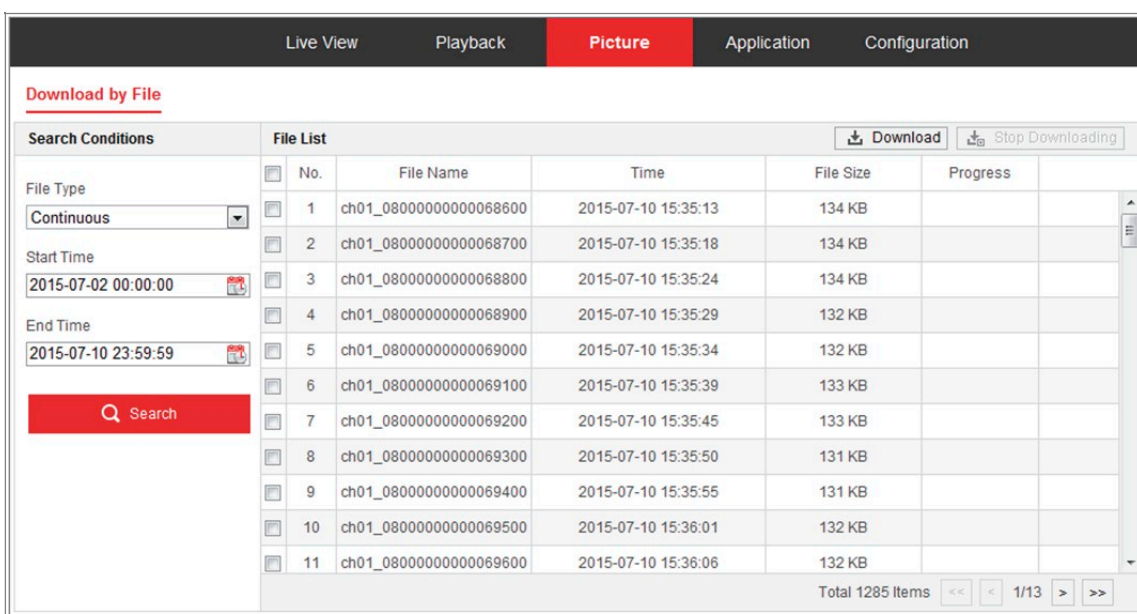 Live View Playback Picture Application Configuration
Download by File
Search Conditions
File Type
Continuous
Start Time
2015-07-02 00:00:00
End Time
2015-07-10 23:59:59
Search
File List Download Stop Downloading
No. File Name Time File Size Progress
1 ch01_08000000000068600 2015-07-10 15:35:13 134 KB
2 ch01_08000000000068700 2015-07-10 15:35:18 134 KB
3 ch01_08000000000068800 2015-07-10 15:35:24 134 KB
4 ch01_08000000000068900 2015-07-10 15:35:29 132 KB
5 ch01_08000000000069000 2015-07-10 15:35:34 132 KB
6 ch01_08000000000069100 2015-07-10 15:35:39 133 KB
7 ch01_08000000000069200 2015-07-10 15:35:45 133 KB
8 ch01_08000000000069300 2015-07-10 15:35:50 131 KB
9 ch01_08000000000069400 2015-07-10 15:35:55 131 KB
10 ch01_08000000000069500 2015-07-10 15:36:01 132 KB
11 ch01_08000000000069600 2015-07-10 15:36:06 132 KB
Total 1285 Items << < 1/13 > >>